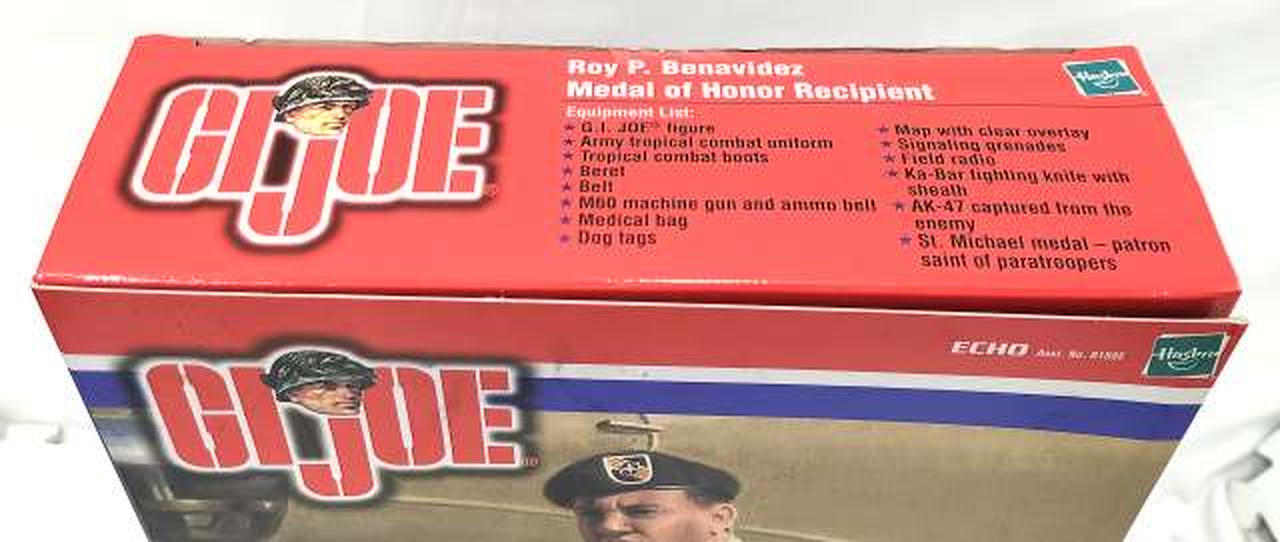 GI JOE
Roy P. Benavidez
Medal of Honor Recipient
Equipment List:
★ G.I. JOE® figure
★ Army tropical combat uniform
★ Tropical combat boots
★ Beret
★ Belt
★ M60 machine gun and ammo belt
★ Medical bag
★ Dog tags
★ Map with clear overlay
★ Signaling grenades
★ Field radio
★ Ka-Bar fighting knife with
sheath
★ AK-47 captured from the
enemy
★ St. Michael medal – patron
saint of paratroopers
Hasbro
GI JOE
ECHO Asst. No.
Hasbro